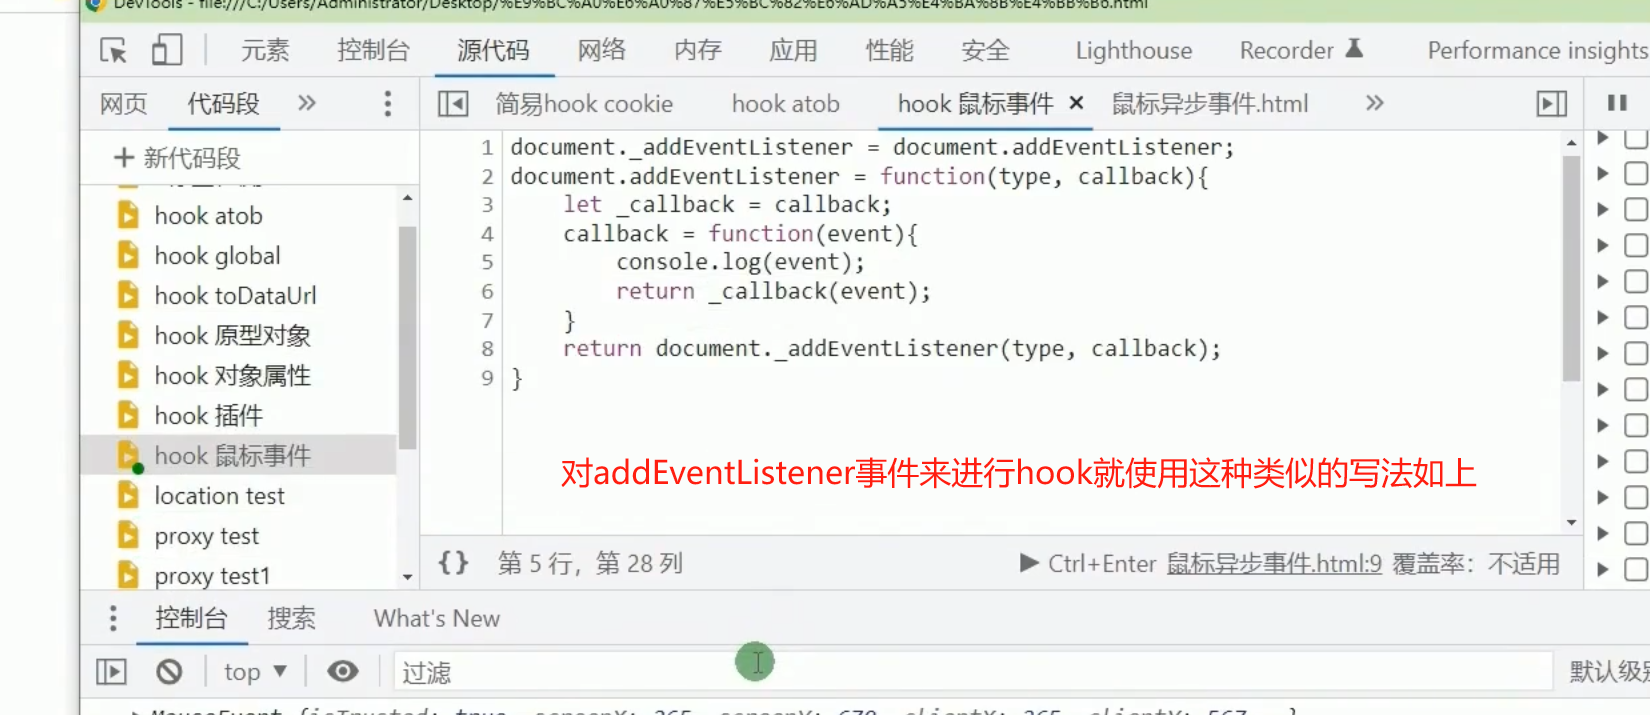 DevTools - file:///C:/Users/Administrator/Desktop/%E9%BC%A0%E6%A0%87%E5%BC%82%E6%AD%A5%E4%BA%8B%E4%BB%B6.html
元素 控制台 源代码 网络 内存 应用 性能 安全 Lighthouse Recorder Performance insights
网页 代码段 » 简易hook cookie hook atob hook 鼠标事件 × 鼠标异步事件.html »
+ 新代码段
hook atob
hook global
hook toDataUrl
hook 原型对象
hook 对象属性
hook 插件
hook 鼠标事件
location test
proxy test
proxy test1
1 document._addEventListener = document.addEventListener;
2 document.addEventListener = function(type, callback){
3 let _callback = callback;
4 callback = function(event){
5 console.log(event);
6 return _callback(event);
7 }
8 return document._addEventListener(type, callback);
9 }
对addEventListener事件来进行hook就使用这种类似的写法如上
{} 第 5 行，第 28 列 Ctrl+Enter 鼠标异步事件.html:9 覆盖率：不适用
控制台 搜索 What's New
top ▼ 过滤 默认级别
MouseEvent {isTrusted: true, screenX: 265, screenY: 670, clientX: 265, clientY: 567, …}